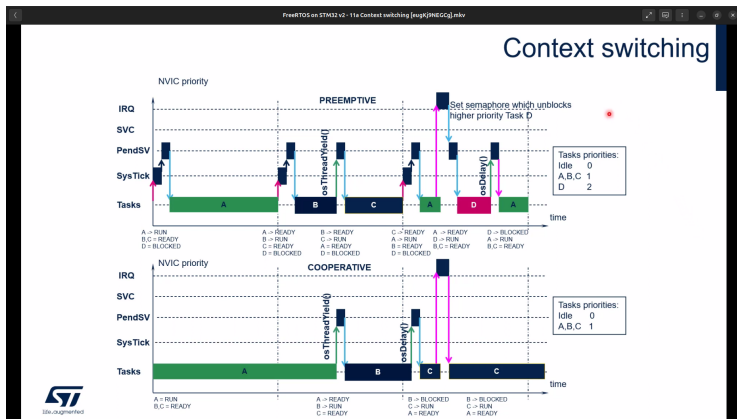 FreeRTOS on STM32 v2 - 11a Context switching [eugKj9NEGCg].mkv
Context switching
NVIC priority
PREEMPTIVE
IRQ
SVC
PendSV
SysTick
Tasks
Set semaphore which unblocks
higher priority Task D
osThreadYield()
osDelay()
A
B
C
A
D
A
time
Tasks priorities:
Idle 0
A,B,C 1
D 2
A -> RUN
B,C = READY
D = BLOCKED
A -> READY
B -> RUN
C = READY
D = BLOCKED
B -> READY
C -> RUN
A = READY
D = BLOCKED
C -> READY
A -> RUN
B = READY
D = BLOCKED
A -> READY
D -> RUN
B,C = READY
D -> BLOCKED
A -> RUN
B,C = READY
NVIC priority
COOPERATIVE
IRQ
SVC
PendSV
SysTick
Tasks
osThreadYield()
osDelay()
A
B
C
C
time
Tasks priorities:
Idle 0
A,B,C 1
A = RUN
B,C = READY
A -> READY
B -> RUN
C = READY
B -> BLOCKED
C -> RUN
A = READY
B -> BLOCKED
C -> RUN
A = READY
ST
life.augmented